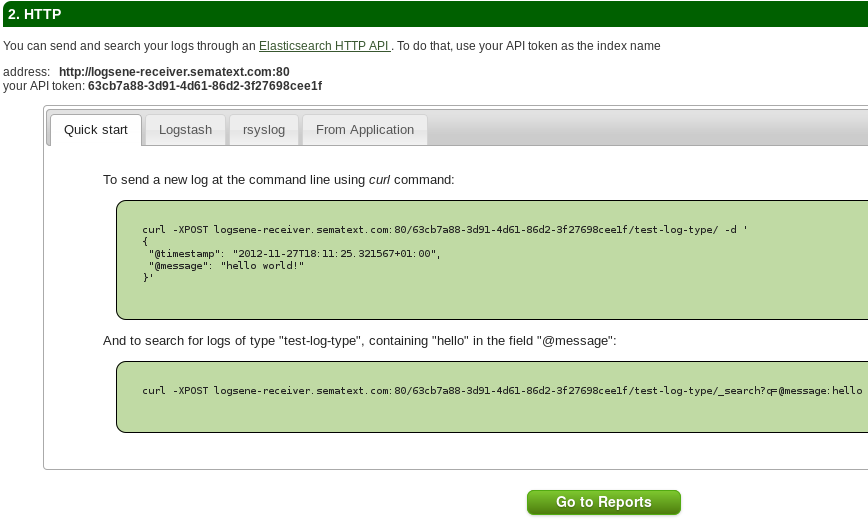 2. HTTP
You can send and search your logs through an Elasticsearch HTTP API . To do that, use your API token as the index name
address: http://logsene-receiver.sematext.com:80
your API token: 63cb7a88-3d91-4d61-86d2-3f27698cee1f
Quick start Logstash rsyslog From Application
To send a new log at the command line using curl command:
curl -XPOST logsene-receiver.sematext.com:80/63cb7a88-3d91-4d61-86d2-3f27698cee1f/test-log-type/ -d '
{
"@timestamp": "2012-11-27T18:11:25.321567+01:00",
"@message": "hello world!"
}'
And to search for logs of type "test-log-type", containing "hello" in the field "@message":
curl -XPOST logsene-receiver.sematext.com:80/63cb7a88-3d91-4d61-86d2-3f27698cee1f/test-log-type/_search?q=@message:hello
Go to Reports